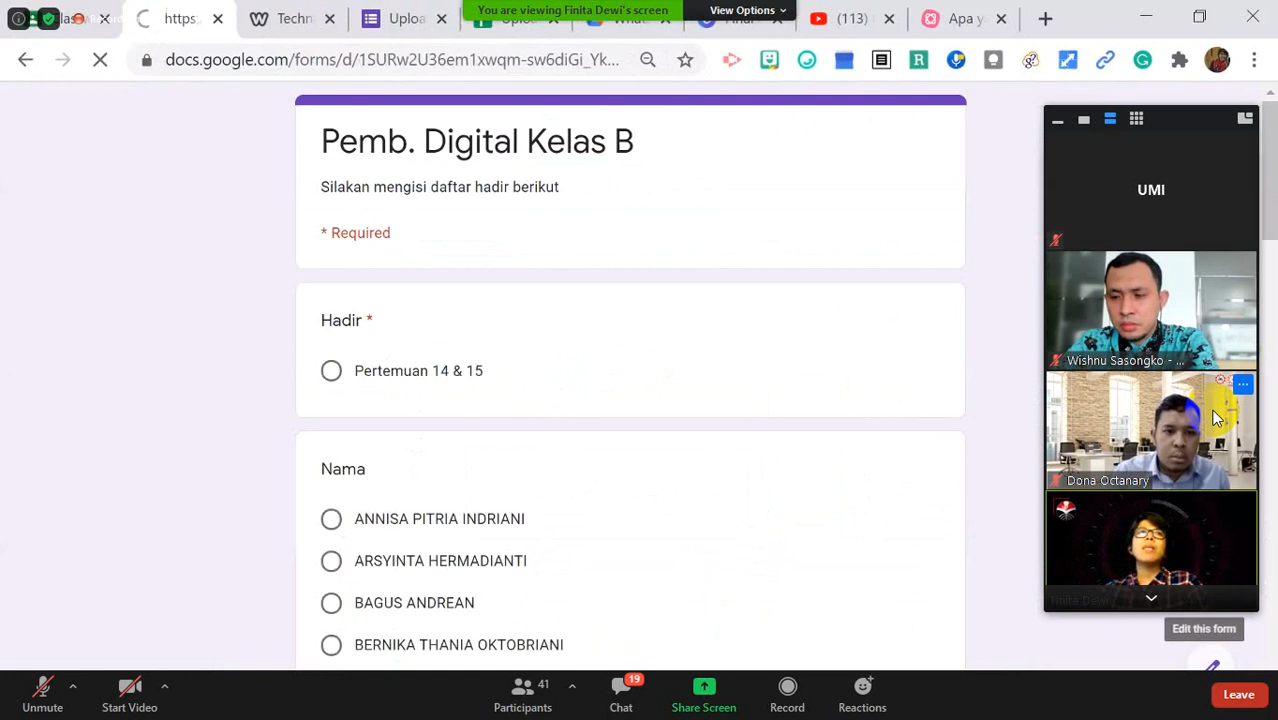 You are viewing Finita Dewi's screen
View Options
https
Techn
Uploa
(113)
Apa y
docs.google.com/forms/d/1SURw2U36em1xwqm-sw6diGi_Yk...
Pemb. Digital Kelas B
Silakan mengisi daftar hadir berikut
* Required
Hadir *
Pertemuan 14 & 15
Nama
ANNISA PITRIA INDRIANI
ARSYINTA HERMADIANTI
BAGUS ANDREAN
BERNIKA THANIA OKTOBRIANI
UMI
Wishnu Sasongko - ...
Dona Octanary
Finita Dewi
Edit this form
Unmute
Start Video
41
Participants
19
Chat
Share Screen
Record
Reactions
Leave